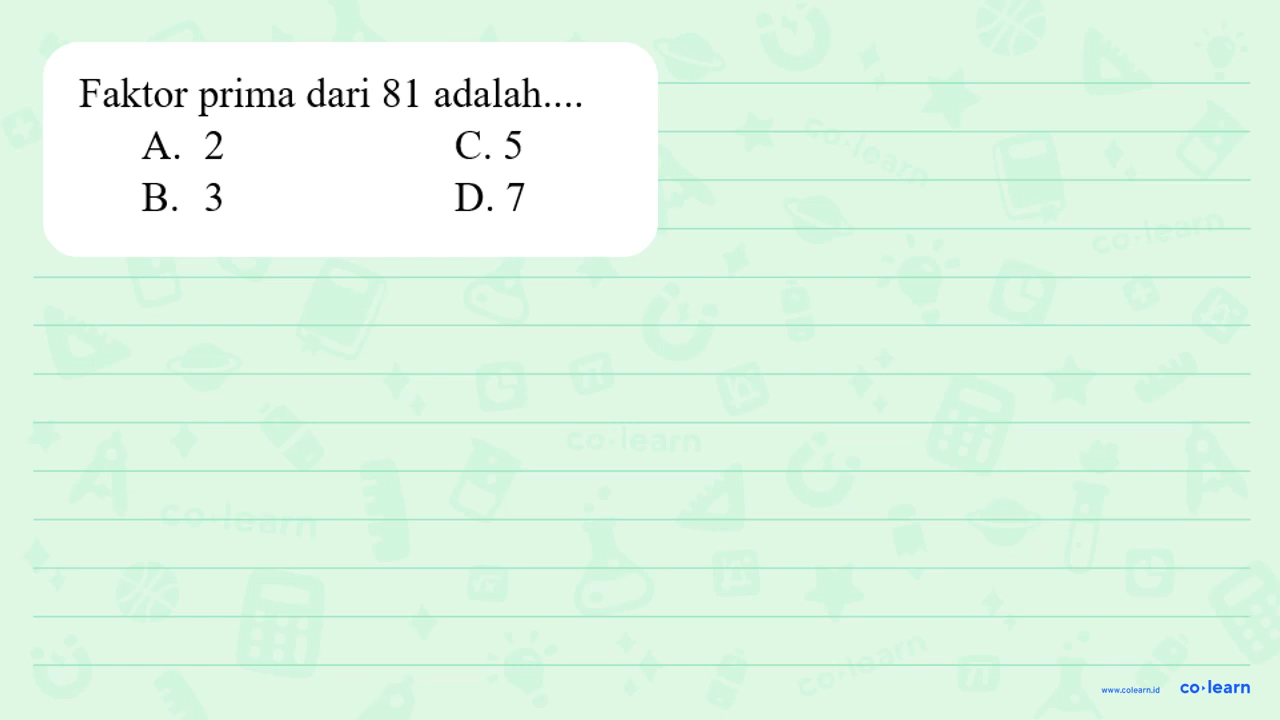 Faktor prima dari 81 adalah....
A. 2 C. 5
B. 3 D. 7
co-learn
co-learn
co-learn
co-learn
co-learn
www.colearn.id co·learn